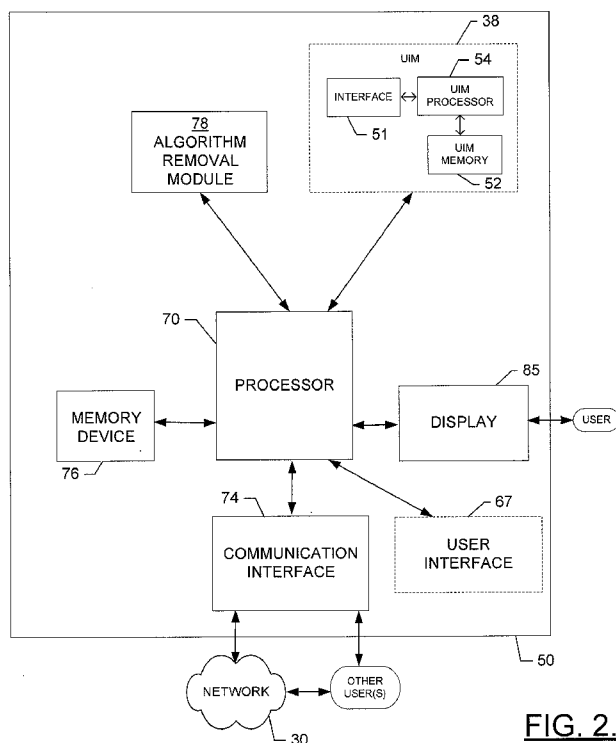 38
UIM
54
INTERFACE
UIM
PROCESSOR
51
UIM
MEMORY
52
78
ALGORITHM
REMOVAL
MODULE
70
PROCESSOR
85
DISPLAY
USER
MEMORY
DEVICE
76
74
COMMUNICATION
INTERFACE
67
USER
INTERFACE
50
NETWORK
OTHER
USER(S)
30
FIG. 2.